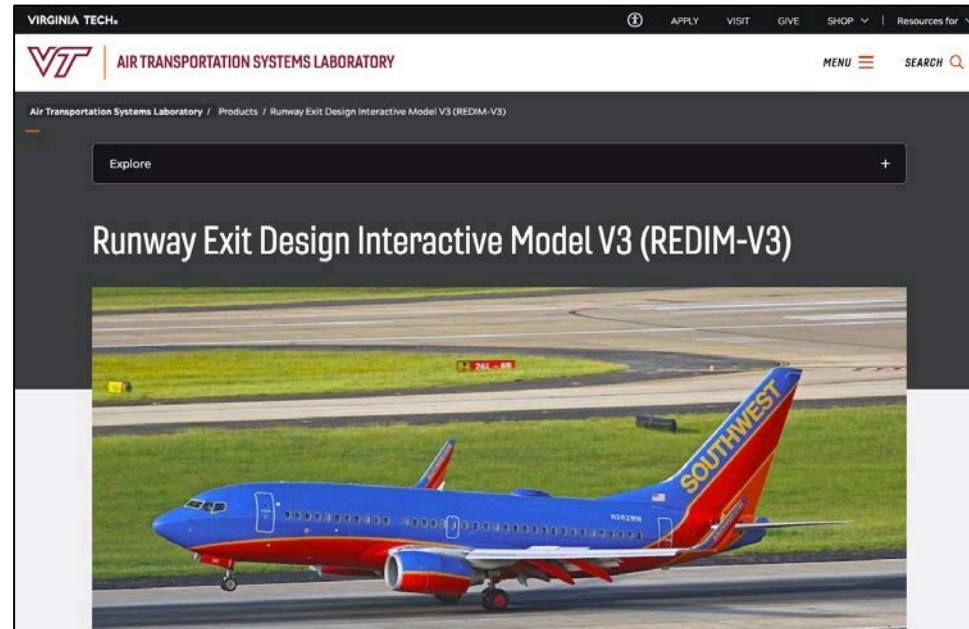 VIRGINIA TECH.
APPLY VISIT GIVE SHOP | Resources for
VT AIR TRANSPORTATION SYSTEMS LABORATORY
MENU SEARCH
Air Transportation Systems Laboratory / Products / Runway Exit Design Interactive Model V3 (REDIM-V3)
Explore +
Runway Exit Design Interactive Model V3 (REDIM-V3)
SOUTHWEST